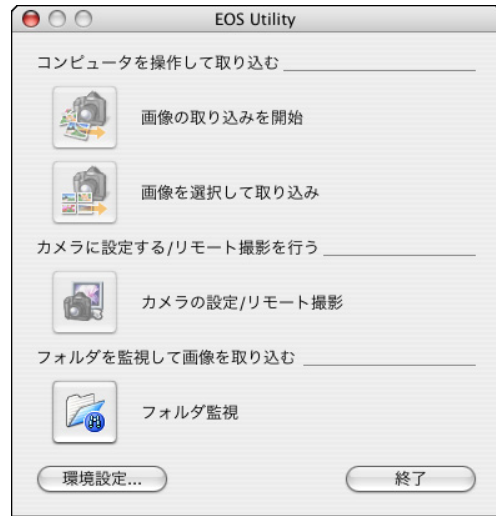 EOS Utility
コンピュータを操作して取り込む
画像の取り込みを開始
画像を選択して取り込み
カメラに設定する/リモート撮影を行う
カメラの設定/リモート撮影
フォルダを監視して画像を取り込む
フォルダ監視
環境設定...
終了